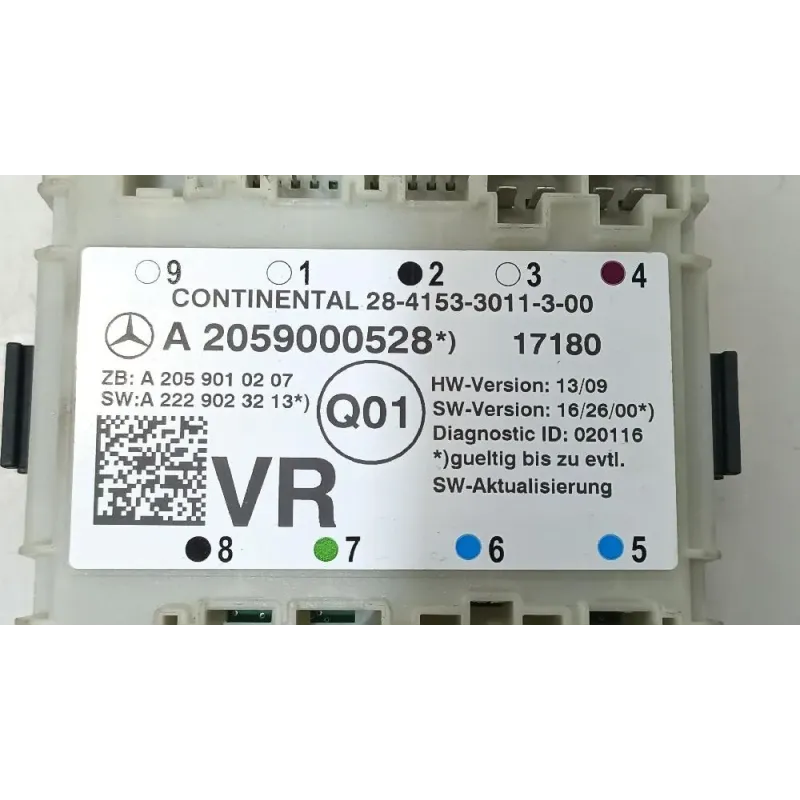 9 1 2 3 4
CONTINENTAL 28-4153-3011-3-00
A 2059000528*) 17180
ZB: A 205 901 02 07
SW:A 222 902 32 13*)
Q01
HW-Version: 13/09
SW-Version: 16/26/00*)
Diagnostic ID: 020116
*)gueltig bis zu evtl.
SW-Aktualisierung
VR
8 7 6 5